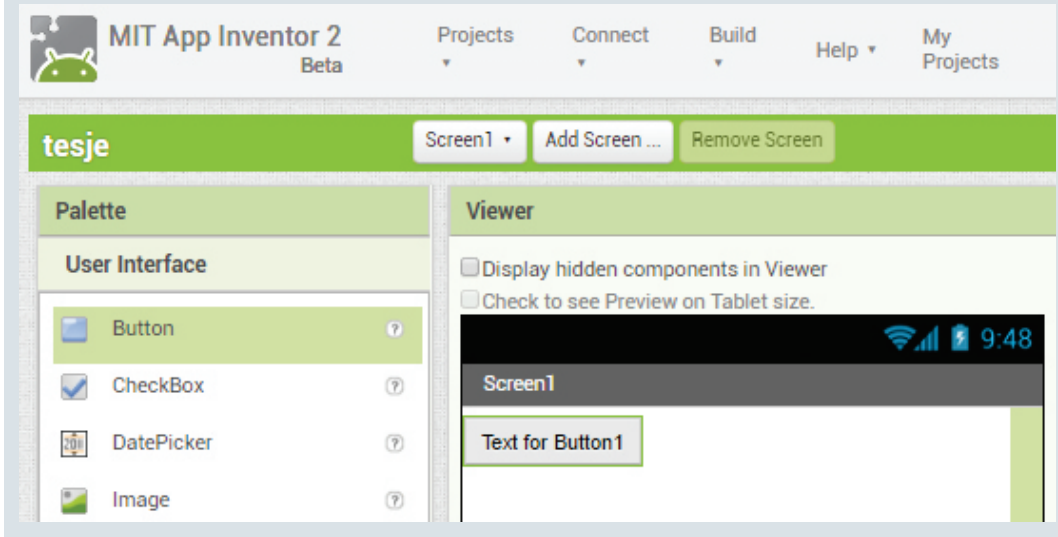 MIT App Inventor 2
Beta
Projects
Connect
Build
Help
My
Projects
tesje
Screen1
Add Screen ...
Remove Screen
Palette
User Interface
Button
?
CheckBox
?
DatePicker
?
Image
?
Viewer
Display hidden components in Viewer
Check to see Preview on Tablet size.
9:48
Screen1
Text for Button1